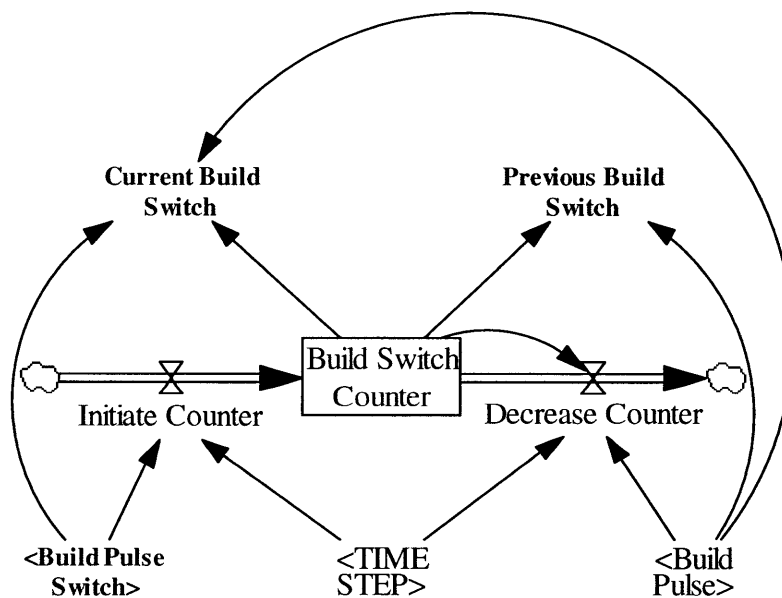 Current Build
Switch
Previous Build
Switch
Build Switch
Counter
Initiate Counter
Decrease Counter
<Build Pulse
Switch>
<TIME
STEP>
<Build
Pulse>